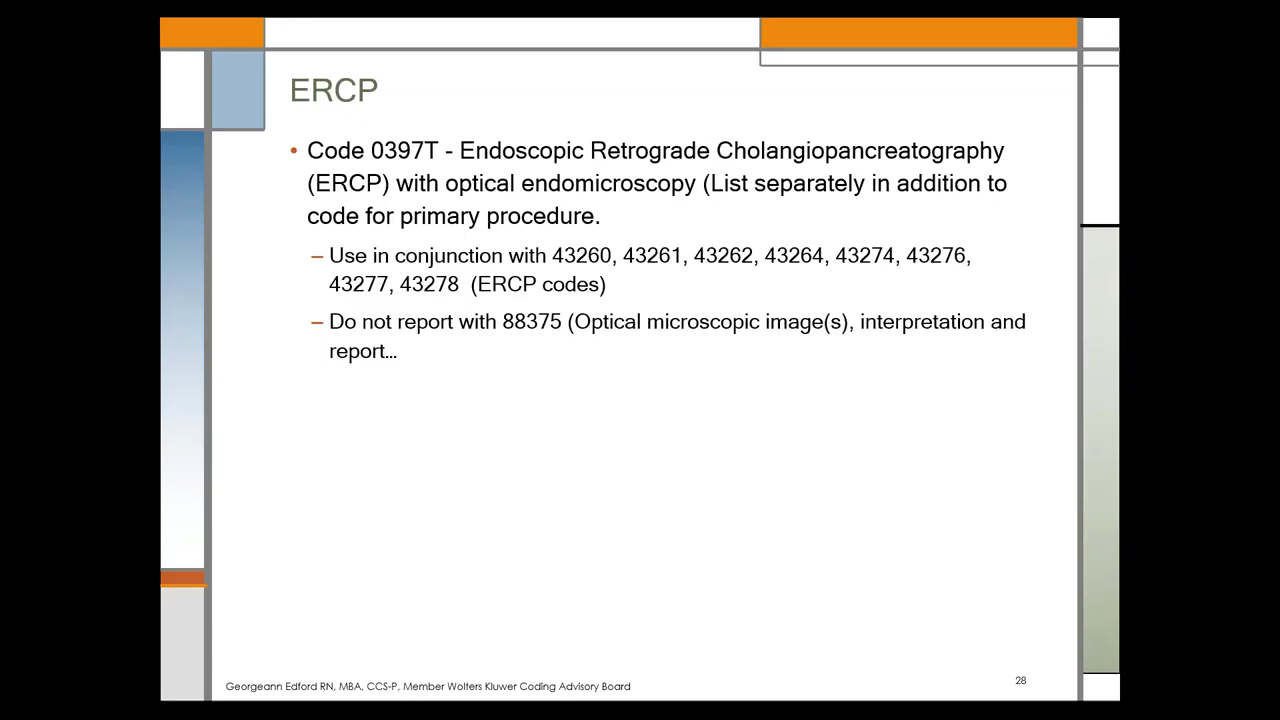 ERCP
• Code 0397T - Endoscopic Retrograde Cholangiopancreatography
(ERCP) with optical endomicroscopy (List separately in addition to
code for primary procedure.
– Use in conjunction with 43260, 43261, 43262, 43264, 43274, 43276,
43277, 43278  (ERCP codes)
– Do not report with 88375 (Optical microscopic image(s), interpretation and
report…
Georgeann Edford RN, MBA, CCS-P, Member Wolters Kluwer Coding Advisory Board
28